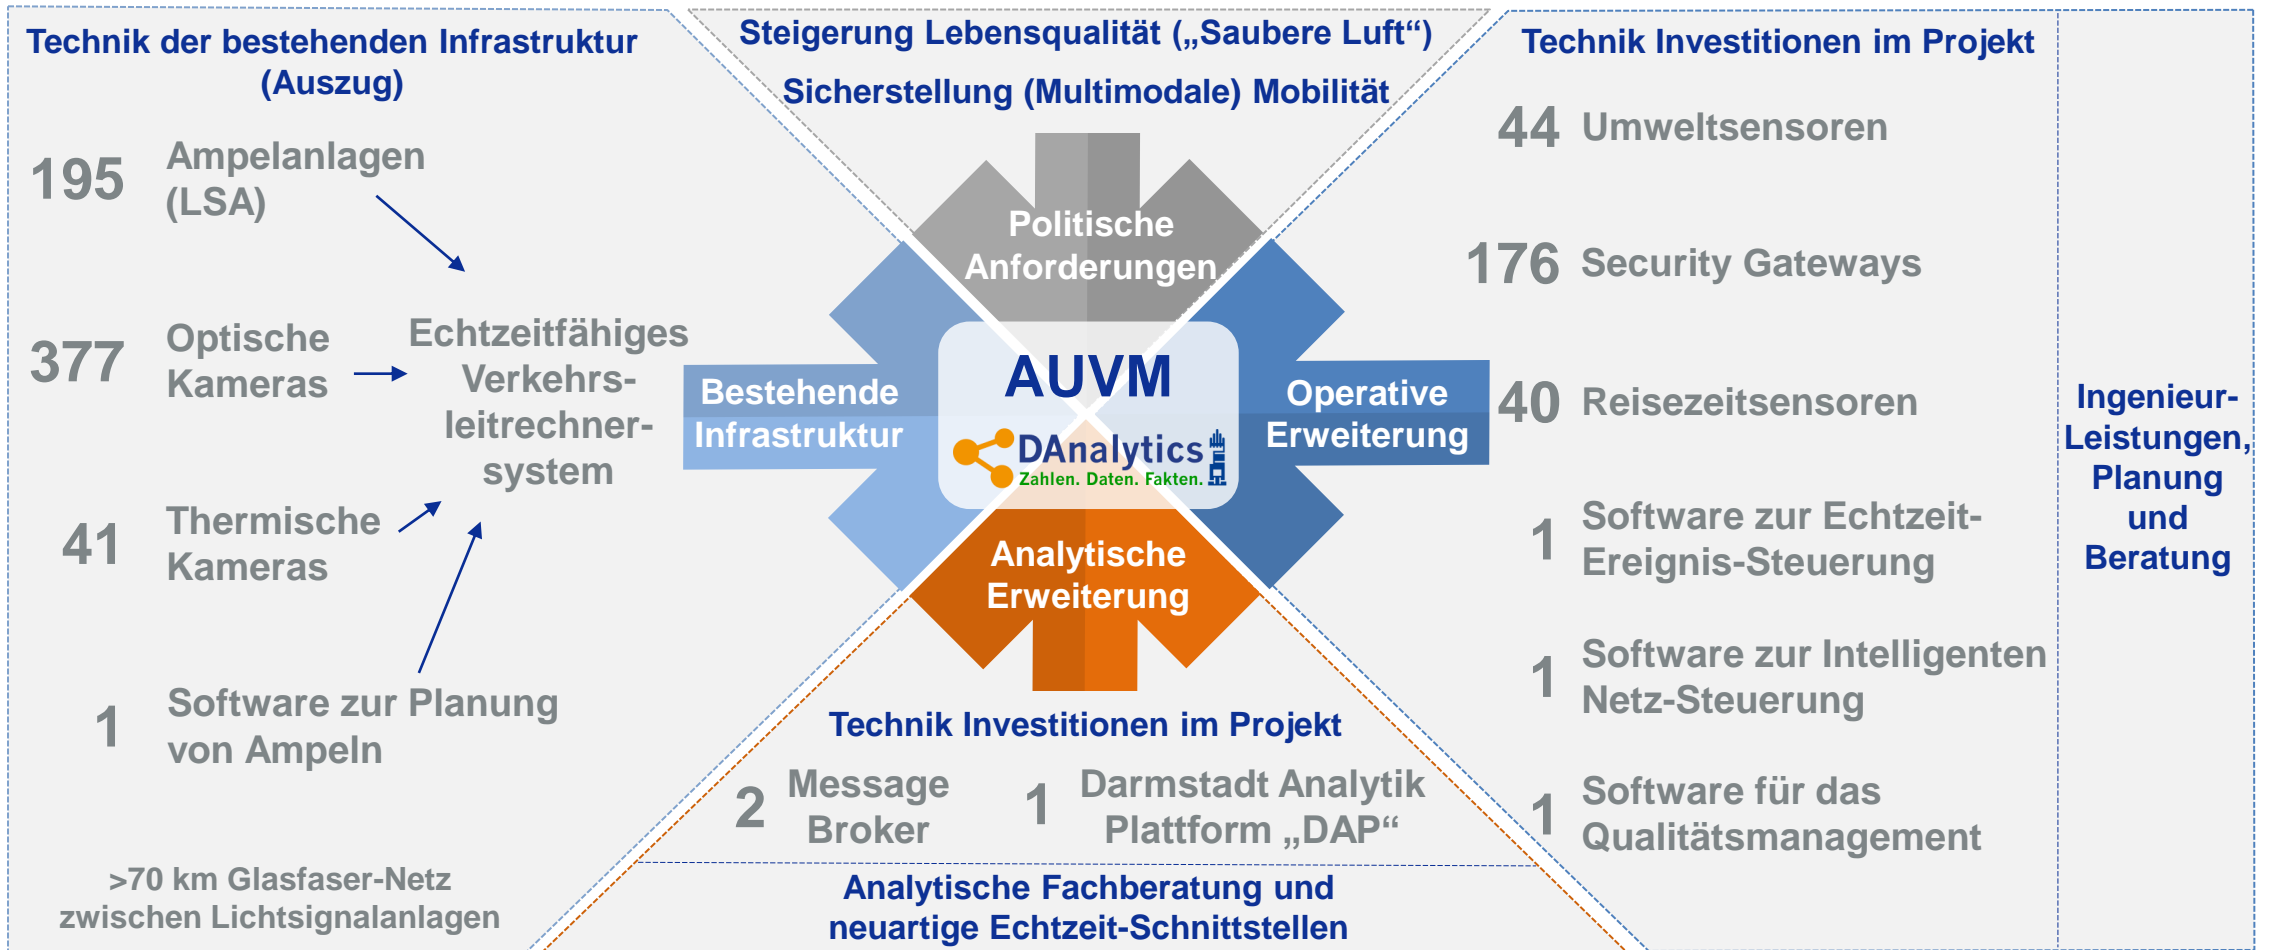 Technik der bestehenden Infrastruktur
(Auszug)
195
Ampelanlagen
(LSA)
377
Optische
Kameras
41
Thermische
Kameras
1
Software zur Planung
von Ampeln
Echtzeitfähiges
Verkehrs-
leitrechner-
system
>70 km Glasfaser-Netz
zwischen Lichtsignalanlagen
Steigerung Lebensqualität („Saubere Luft“)
Sicherstellung (Multimodale) Mobilität
Politische
Anforderungen
Bestehende
Infrastruktur
AUVM
DAnalytics
Zahlen. Daten. Fakten.
Operative
Erweiterung
Analytische
Erweiterung
Technik Investitionen im Projekt
2
Message
Broker
1
Darmstadt Analytik
Plattform „DAP“
Analytische Fachberatung und
neuartige Echtzeit-Schnittstellen
Technik Investitionen im Projekt
44 Umweltsensoren
176 Security Gateways
40 Reisezeitsensoren
1
Software zur Echtzeit-
Ereignis-Steuerung
1
Software zur Intelligenten
Netz-Steuerung
1
Software für das
Qualitätsmanagement
Ingenieur-
Leistungen,
Planung
und
Beratung